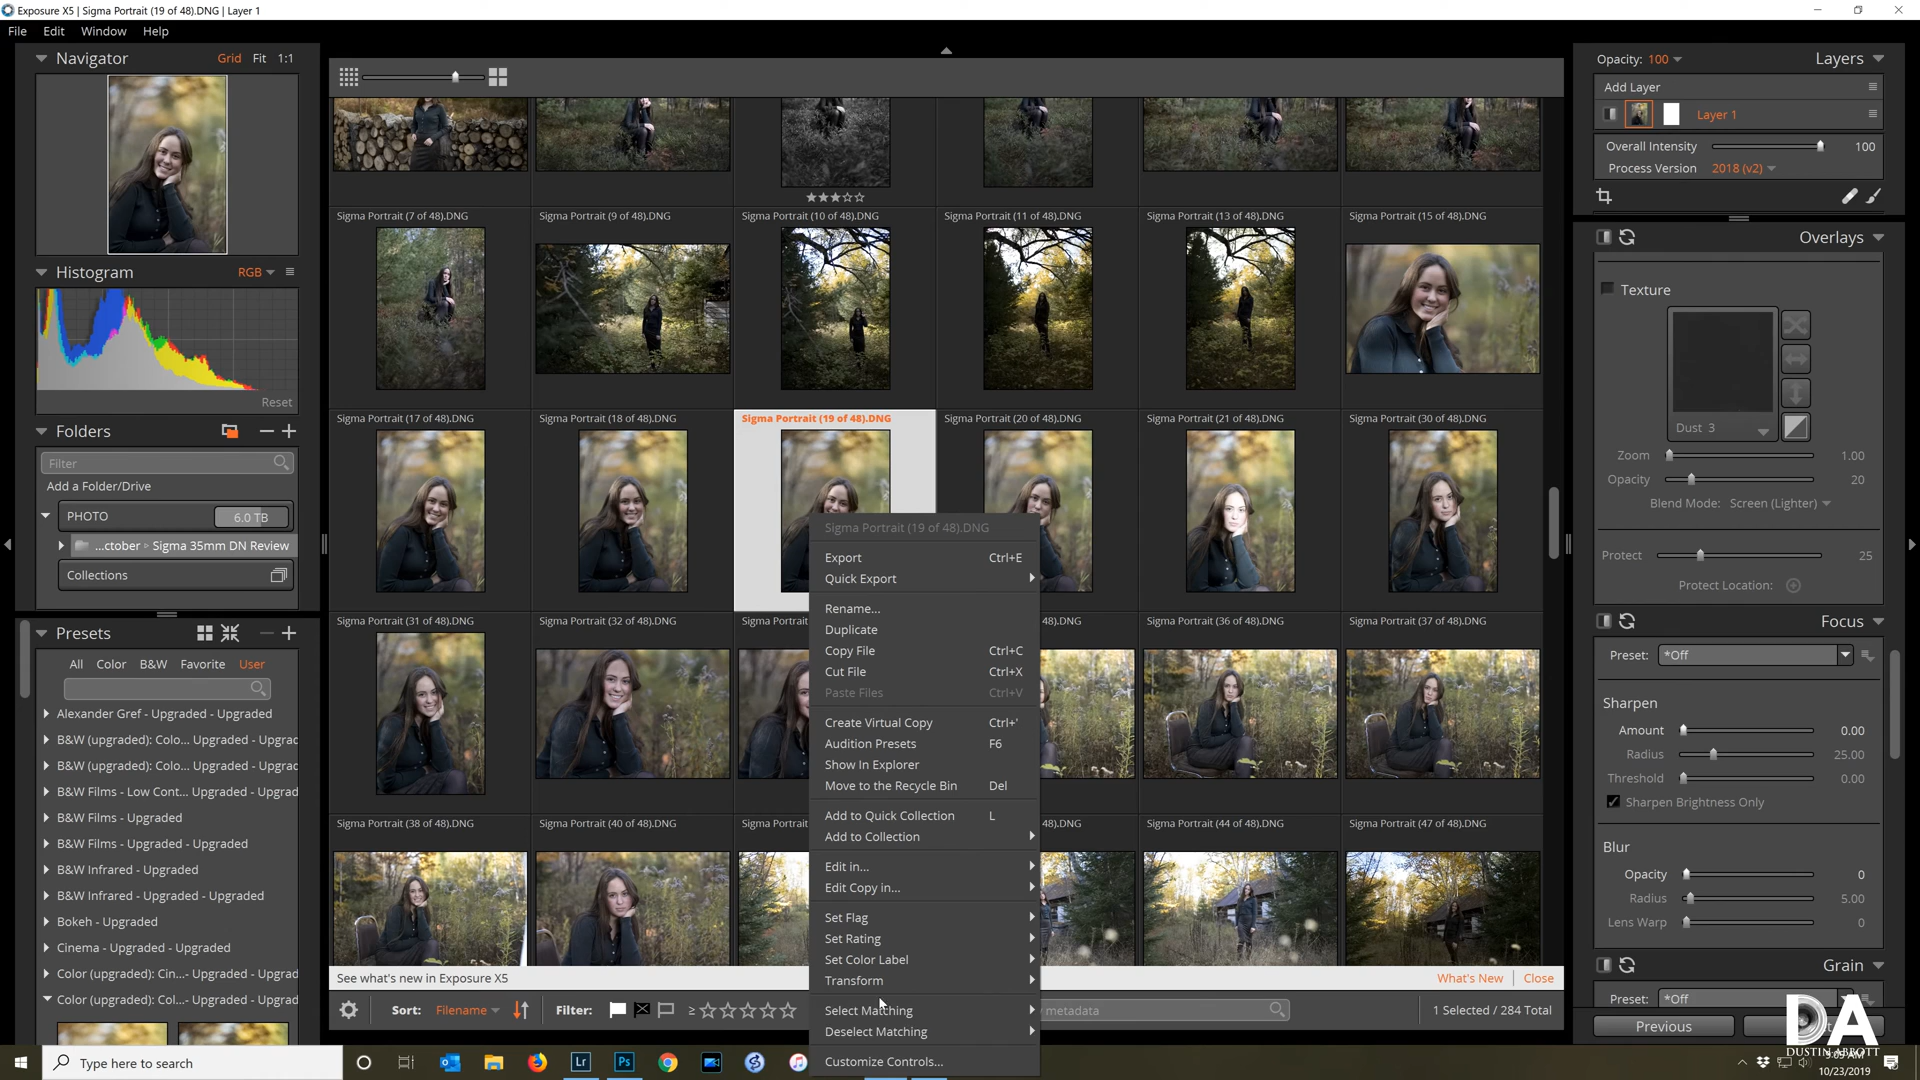 Exposure X5 | Sigma Portrait (19 of 48).DNG | Layer 1
File Edit Window Help
Navigator Grid Fit 1:1
Histogram RGB
Reset
Folders
Filter
Add a Folder/Drive
PHOTO 6.0 TB
...ctober Sigma 35mm DN Review
Collections
Presets
All Color B&W Favorite User
Alexander Gref - Upgraded - Upgraded
B&W (upgraded): Colo... Upgraded - Upgrac
B&W (upgraded): Colo... Upgraded - Upgrac
B&W Films - Low Cont... Upgraded - Upgrac
B&W Films - Upgraded
B&W Films - Upgraded - Upgraded
B&W Infrared - Upgraded
B&W Infrared - Upgraded - Upgraded
Bokeh - Upgraded
Cinema - Upgraded - Upgraded
Color (upgraded): Cin...- Upgraded - Upgrac
Color (upgraded): Col...- Upgraded - Upgrac
Sigma Portrait (7 of 48).DNG Sigma Portrait (9 of 48).DNG Sigma Portrait (10 of 48).DNG Sigma Portrait (11 of 48).DNG Sigma Portrait (13 of 48).DNG Sigma Portrait (15 of 48).DNG
Sigma Portrait (17 of 48).DNG Sigma Portrait (18 of 48).DNG Sigma Portrait (19 of 48).DNG Sigma Portrait (20 of 48).DNG Sigma Portrait (21 of 48).DNG Sigma Portrait (30 of 48).DNG
Sigma Portrait (31 of 48).DNG Sigma Portrait (32 of 48).DNG Sigma Portra 48).DNG Sigma Portrait (36 of 48).DNG Sigma Portrait (37 of 48).DNG
Sigma Portrait (38 of 48).DNG Sigma Portrait (40 of 48).DNG Sigma Portra 48).DNG Sigma Portrait (44 of 48).DNG Sigma Portrait (47 of 48).DNG
Sigma Portrait (19 of 48).DNG
Export Ctrl+E
Quick Export
Rename...
Duplicate
Copy File Ctrl+C
Cut File Ctrl+X
Paste Files Ctrl+V
Create Virtual Copy Ctrl+'
Audition Presets F6
Show In Explorer
Move to the Recycle Bin Del
Add to Quick Collection L
Add to Collection
Edit in...
Edit Copy in...
Set Flag
Set Rating
Set Color Label
Transform
Select Matching
Deselect Matching
Customize Controls...
See what's new in Exposure X5 What's New | Close
Sort: Filename Filter: ≥ metadata 1 Selected / 284 Total
Opacity: 100 Layers
Add Layer
Layer 1
Overall Intensity 100
Process Version 2018 (v2)
Overlays
Texture
Dust 3
Zoom 1.00
Opacity 20
Blend Mode: Screen (Lighter)
Protect 25
Protect Location:
Focus
Preset: *Off
Sharpen
Amount 0.00
Radius 25.00
Threshold 0.00
Sharpen Brightness Only
Blur
Opacity 0
Radius 5.00
Lens Warp 0
Grain
Preset: *Off
Previous
DA
DUSTIN ABBOTT
Type here to search
Lr Ps
10/23/2019